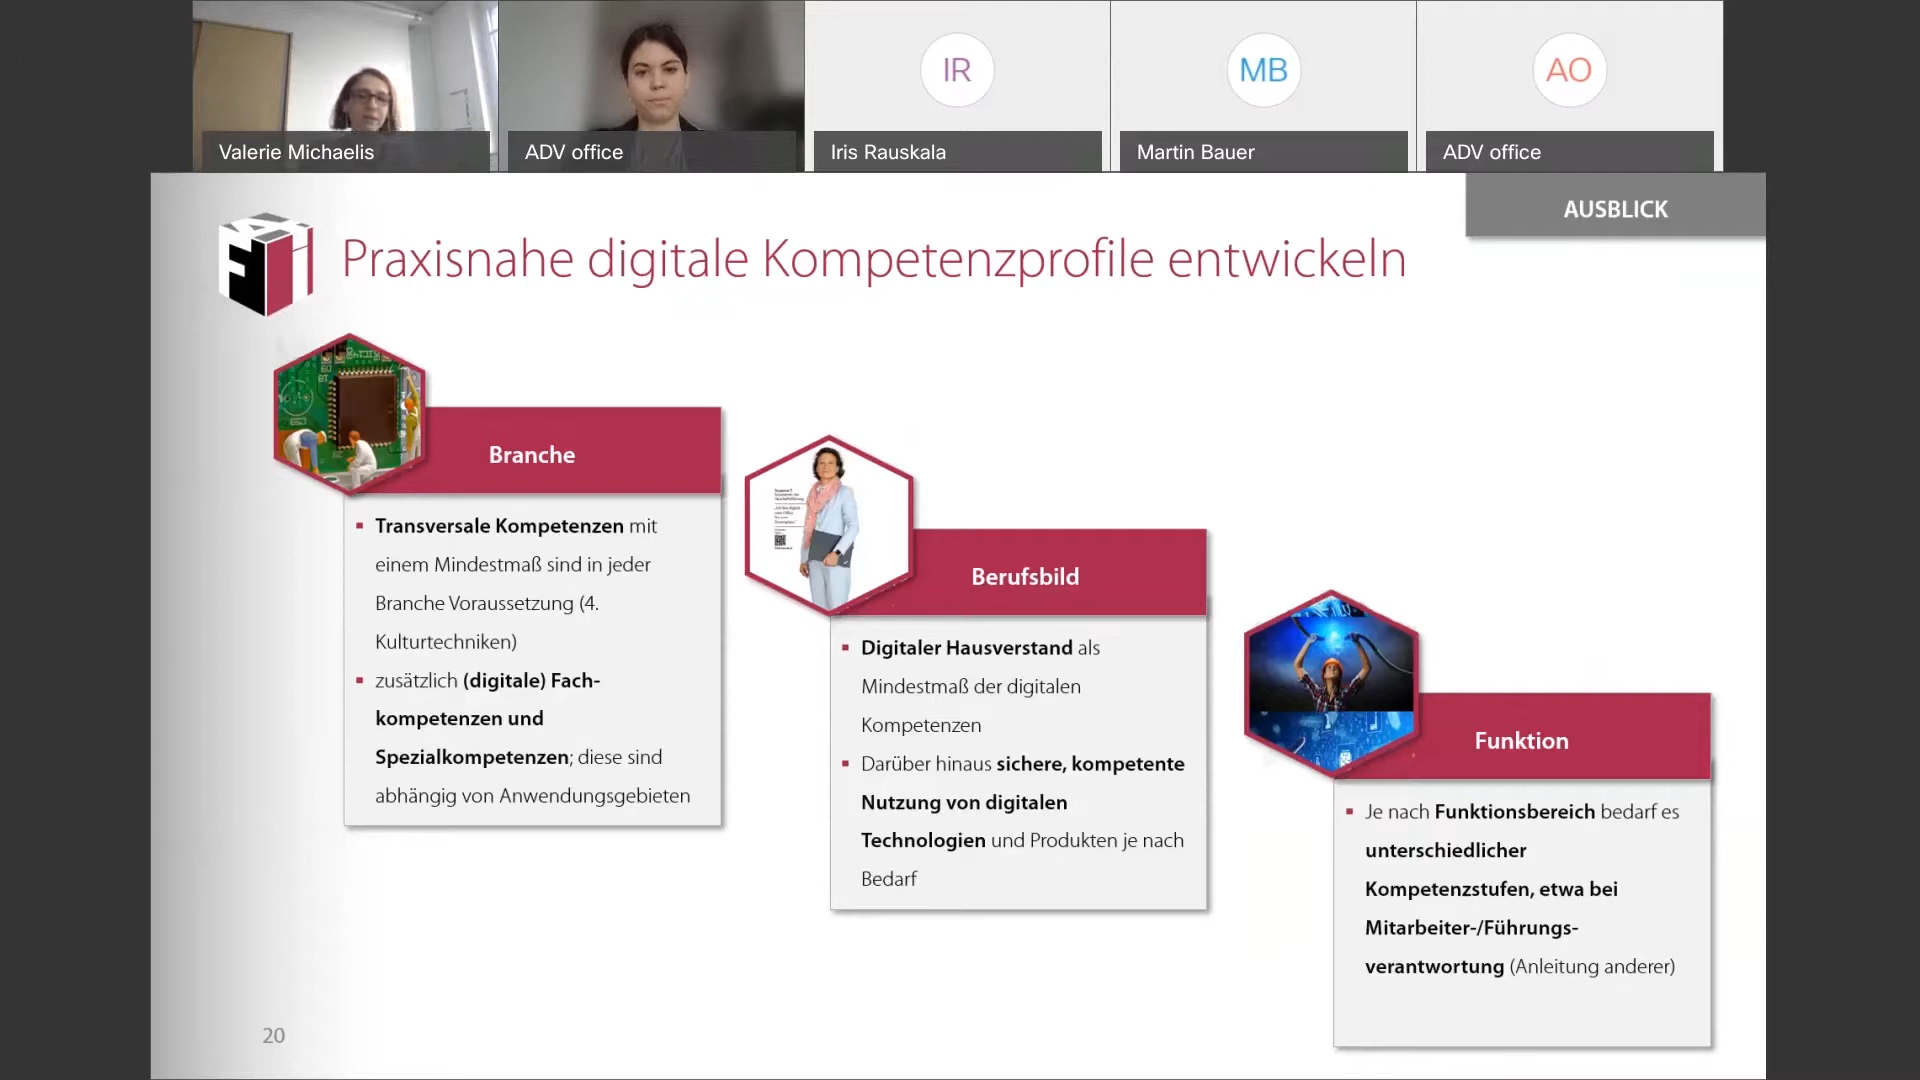 IR
MB
AO
Valerie Michaelis
ADV office
Iris Rauskala
Martin Bauer
ADV office
AUSBLICK
FAH
Praxisnahe digitale Kompetenzprofile entwickeln
Branche
Transversale Kompetenzen mit
einem Mindestmaß sind in jeder
Branche Voraussetzung (4.
Kulturtechniken)
zusätzlich (digitale) Fach-
kompetenzen und
Spezialkompetenzen; diese sind
abhängig von Anwendungsgebieten
Berufsbild
Digitaler Hausverstand als
Mindestmaß der digitalen
Kompetenzen
Darüber hinaus sichere, kompetente
Nutzung von digitalen
Technologien und Produkten je nach
Bedarf
Funktion
Je nach Funktionsbereich bedarf es
unterschiedlicher
Kompetenzstufen, etwa bei
Mitarbeiter-/Führungs-
verantwortung (Anleitung anderer)
20